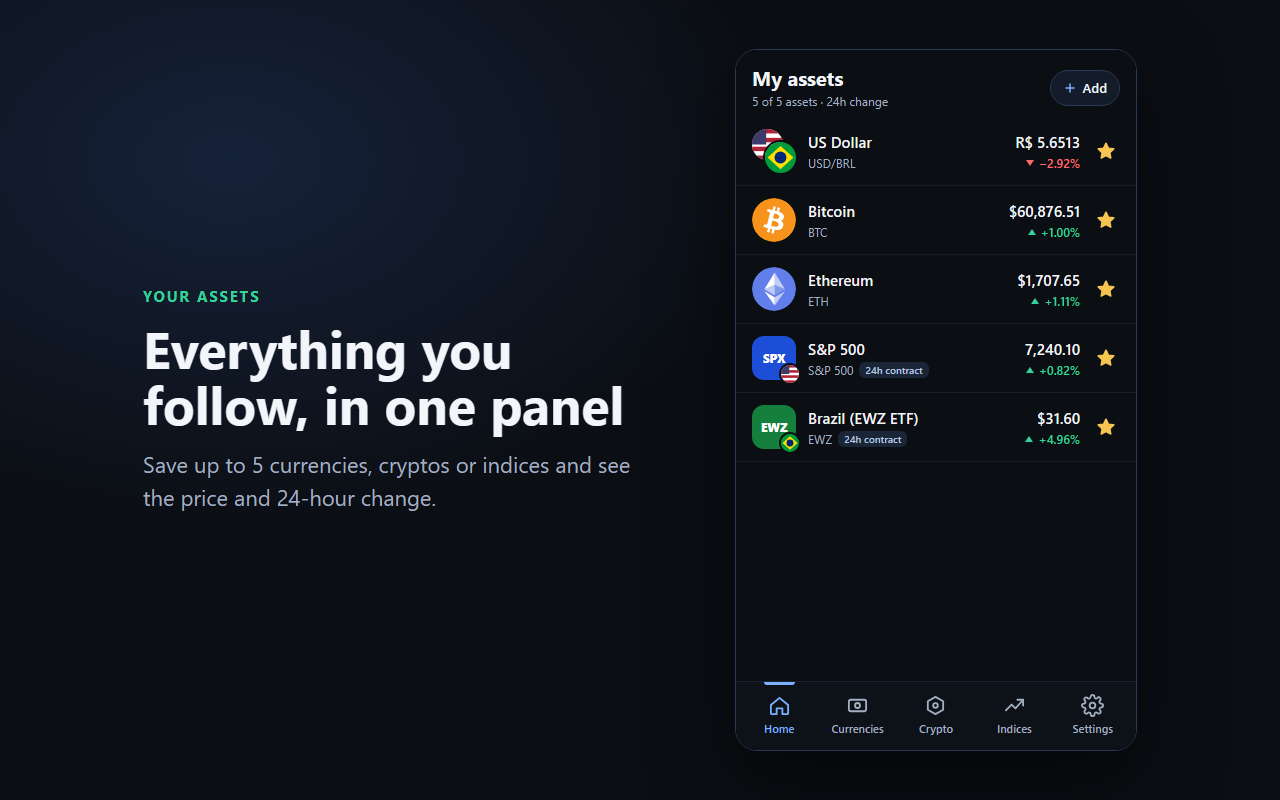 YOUR ASSETS
Everything you
follow, in one panel
Save up to 5 currencies, cryptos or indices and see
the price and 24-hour change.
My assets
5 of 5 assets · 24h change
+ Add
US Dollar
R$ 5.6513
USD/BRL
▼ −2.92%
Bitcoin
$60,876.51
BTC
▲ +1.00%
Ethereum
$1,707.65
ETH
▲ +1.11%
SPX
S&P 500
7,240.10
S&P 500 24h contract
▲ +0.82%
EWZ
Brazil (EWZ ETF)
$31.60
EWZ 24h contract
▲ +4.96%
Home
Currencies
Crypto
Indices
Settings